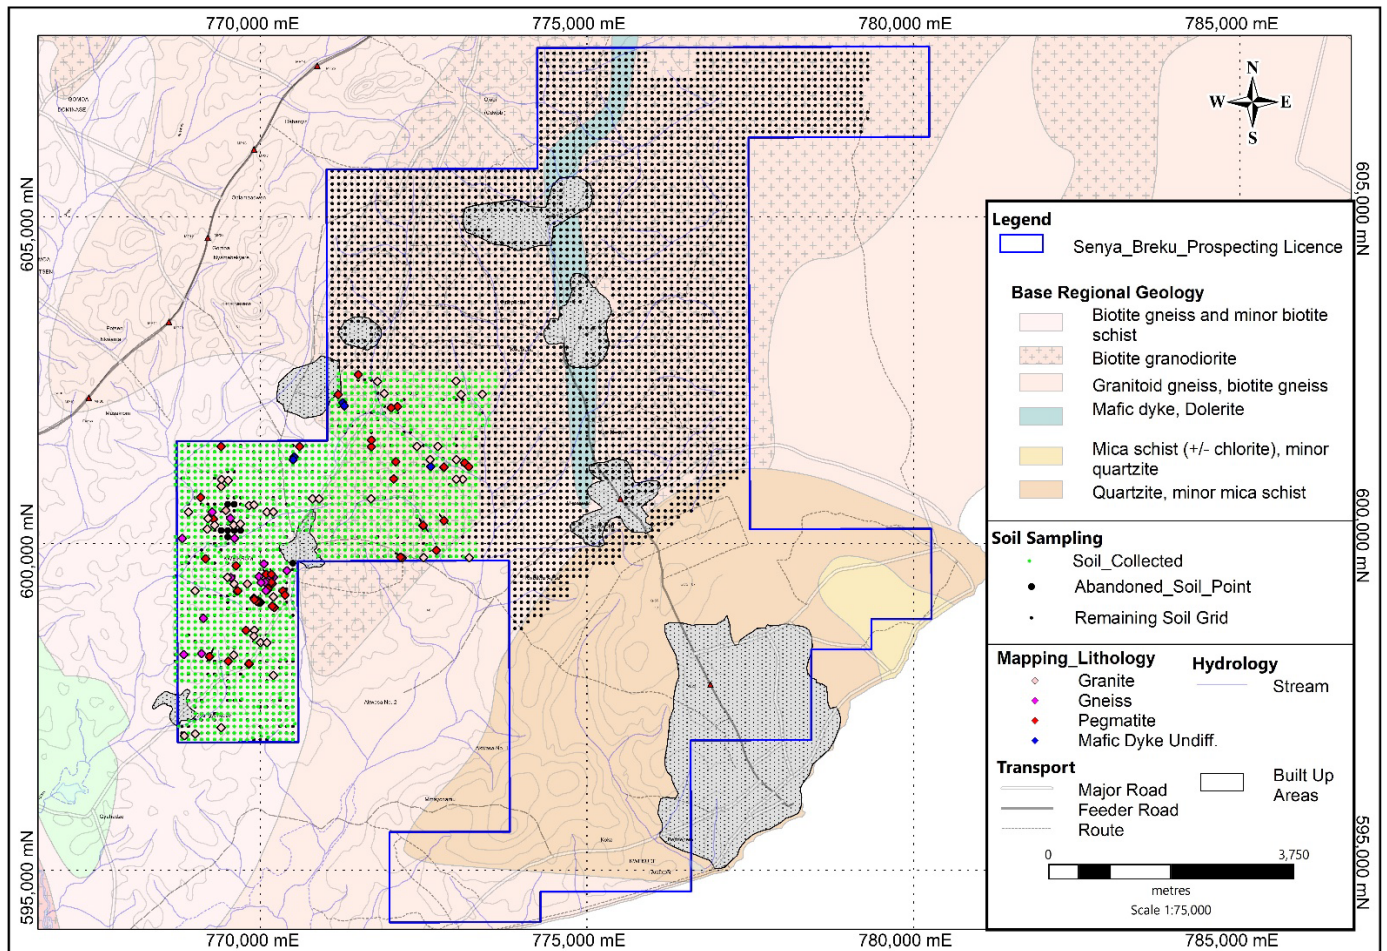 770,000 mE
775,000 mE
780,000 mE
785,000 mE
N
W
E
S
605,000 mN
605,000 mN
600,000 mN
600,000 mN
595,000 mN
595,000 mN
GOMOA
Akwasa No. 2
Legend
Senya_Breku_Prospecting Licence
Base Regional Geology
Biotite gneiss and minor biotite
schist
Biotite granodiorite
Granitoid gneiss, biotite gneiss
Mafic dyke, Dolerite
Mica schist (+/- chlorite), minor
quartzite
Quartzite, minor mica schist
Soil Sampling
Soil_Collected
Abandoned_Soil_Point
Remaining Soil Grid
Mapping_Lithology
Granite
Gneiss
Pegmatite
Mafic Dyke Undiff.
Hydrology
Stream
Transport
Major Road
Feeder Road
Route
Built Up
Areas
0
3,750
metres
Scale 1:75,000
770,000 mE
775,000 mE
780,000 mE
785,000 mE